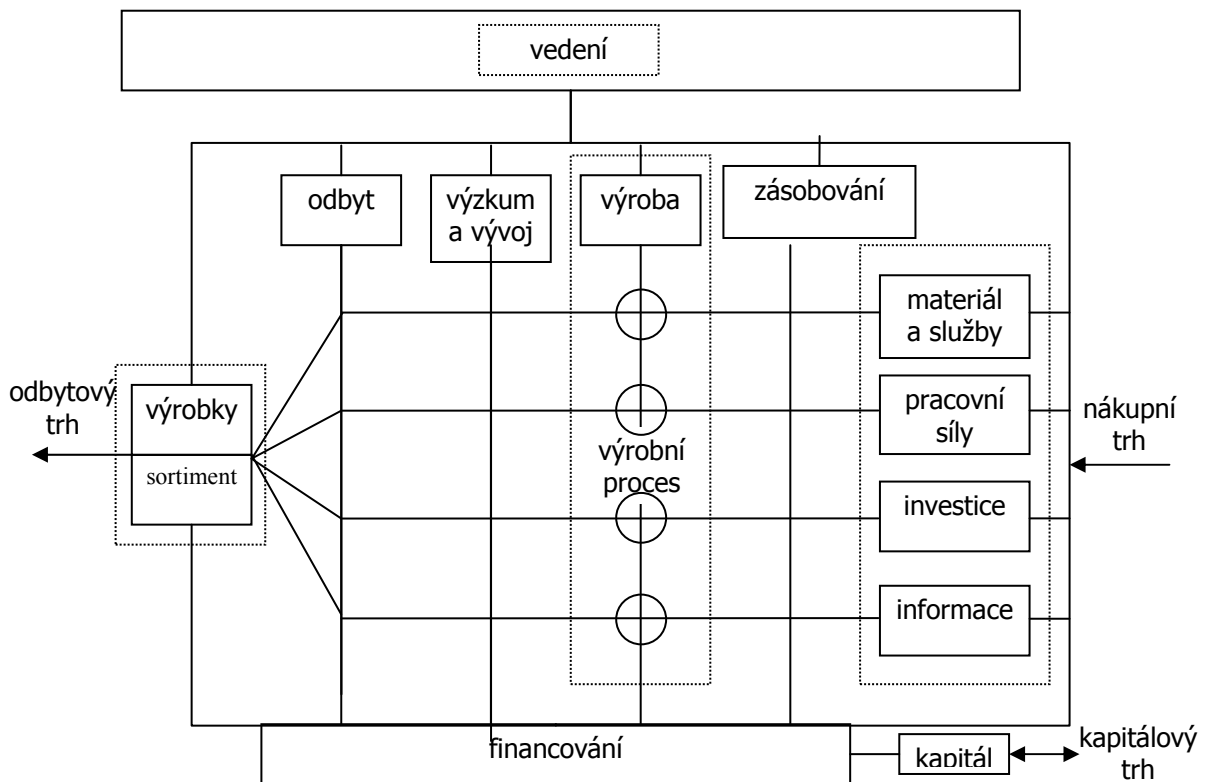 vedení
odbyt
výzkum
a vývoj
výroba
zásobování
materiál
a služby
odbytový
trh
výrobky
sortiment
pracovní
síly
nákupní
trh
výrobní
proces
investice
informace
financování
kapitál
kapitálový
trh